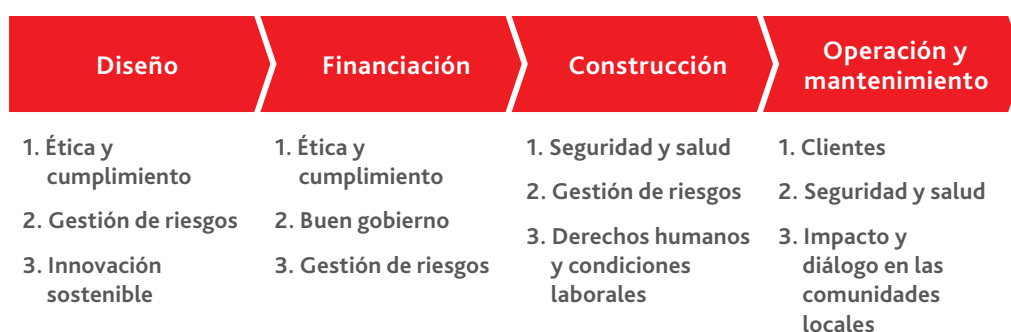 Diseño
Financiación
Construcción
Operación y
mantenimiento
1. Ética y
cumplimiento
2. Gestión de riesgos
3. Innovación
sostenible
1. Ética y
cumplimiento
2. Buen gobierno
3. Gestión de riesgos
1. Seguridad y salud
2. Gestión de riesgos
3. Derechos humanos
y condiciones
laborales
1. Clientes
2. Seguridad y salud
3. Impacto y
diálogo en las
comunidades
locales